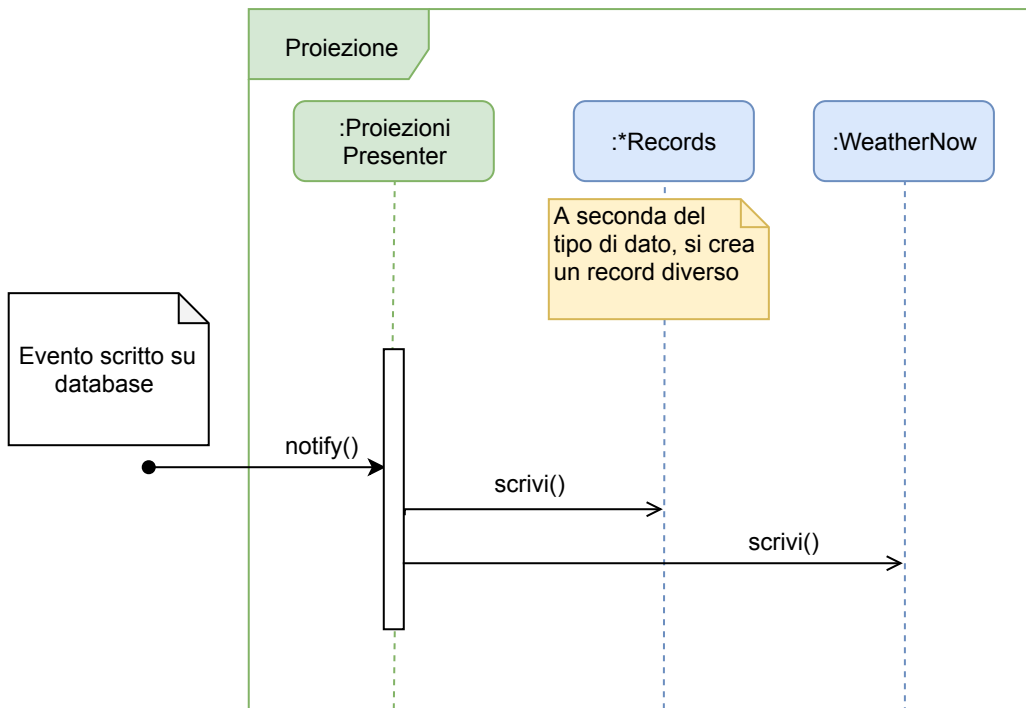 Proiezione
:Proiezioni
Presenter
:*Records
:WeatherNow
A seconda del
tipo di dato, si crea
un record diverso
Evento scritto su
database
notify()
scrivi()
scrivi()